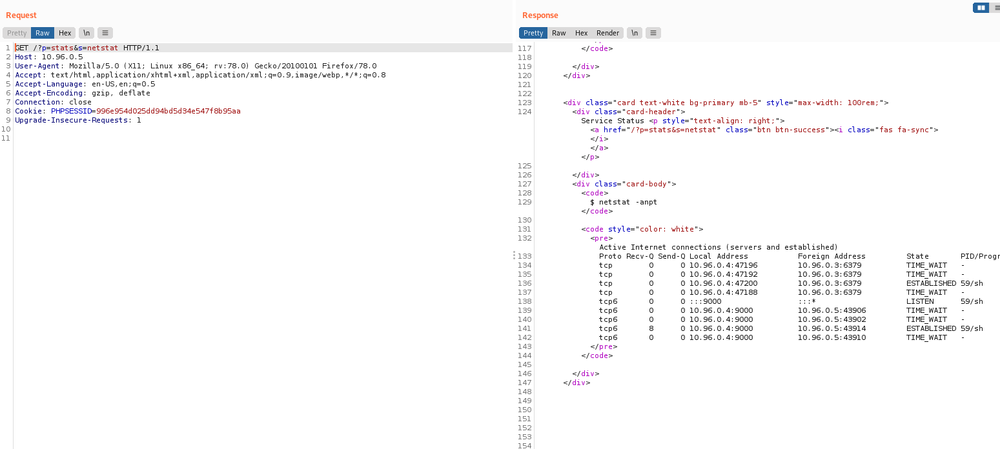 Request
Pretty Raw Hex \n
1 GET /?p=stats&s=netstat HTTP/1.1
2 Host: 10.96.0.5
3 User-Agent: Mozilla/5.0 (X11; Linux x86_64; rv:78.0) Gecko/20100101 Firefox/78.0
4 Accept: text/html,application/xhtml+xml,application/xml;q=0.9,image/webp,*/*;q=0.8
5 Accept-Language: en-US,en;q=0.5
6 Accept-Encoding: gzip, deflate
7 Connection: close
8 Cookie: PHPSESSID=996e954d025dd94bd5d34e547f8b95aa
9 Upgrade-Insecure-Requests: 1
10
11
Response
Pretty Raw Hex Render \n
117 </code>
118
119 </div>
120 </div>
121
122
123 <div class="card text-white bg-primary mb-5" style="max-width: 100rem;">
124 <div class="card-header">
Service Status <p style="text-align: right;">
<a href="/?p=stats&s=netstat" class="btn btn-success"><i class="fas fa-sync">
</i>
</a>
</p>
125
126 </div>
127 <div class="card-body">
128 <code>
129 $ netstat -anpt
</code>
130
131 <code style="color: white">
132 <pre>
Active Internet connections (servers and established)
133 Proto Recv-Q Send-Q Local Address Foreign Address State PID/Progr
134 tcp 0 0 10.96.0.4:47196 10.96.0.3:6379 TIME_WAIT -
135 tcp 0 0 10.96.0.4:47192 10.96.0.3:6379 TIME_WAIT -
136 tcp 0 0 10.96.0.4:47200 10.96.0.3:6379 ESTABLISHED 59/sh
137 tcp 0 0 10.96.0.4:47188 10.96.0.3:6379 TIME_WAIT -
138 tcp6 0 0 :::9000 :::* LISTEN 59/sh
139 tcp6 0 0 10.96.0.4:9000 10.96.0.5:43906 TIME_WAIT -
140 tcp6 0 0 10.96.0.4:9000 10.96.0.5:43902 TIME_WAIT -
141 tcp6 8 0 10.96.0.4:9000 10.96.0.5:43914 ESTABLISHED 59/sh
142 tcp6 0 0 10.96.0.4:9000 10.96.0.5:43910 TIME_WAIT -
143 </pre>
144 </code>
145
146 </div>
147 </div>
148
149
150
151
152
153
154